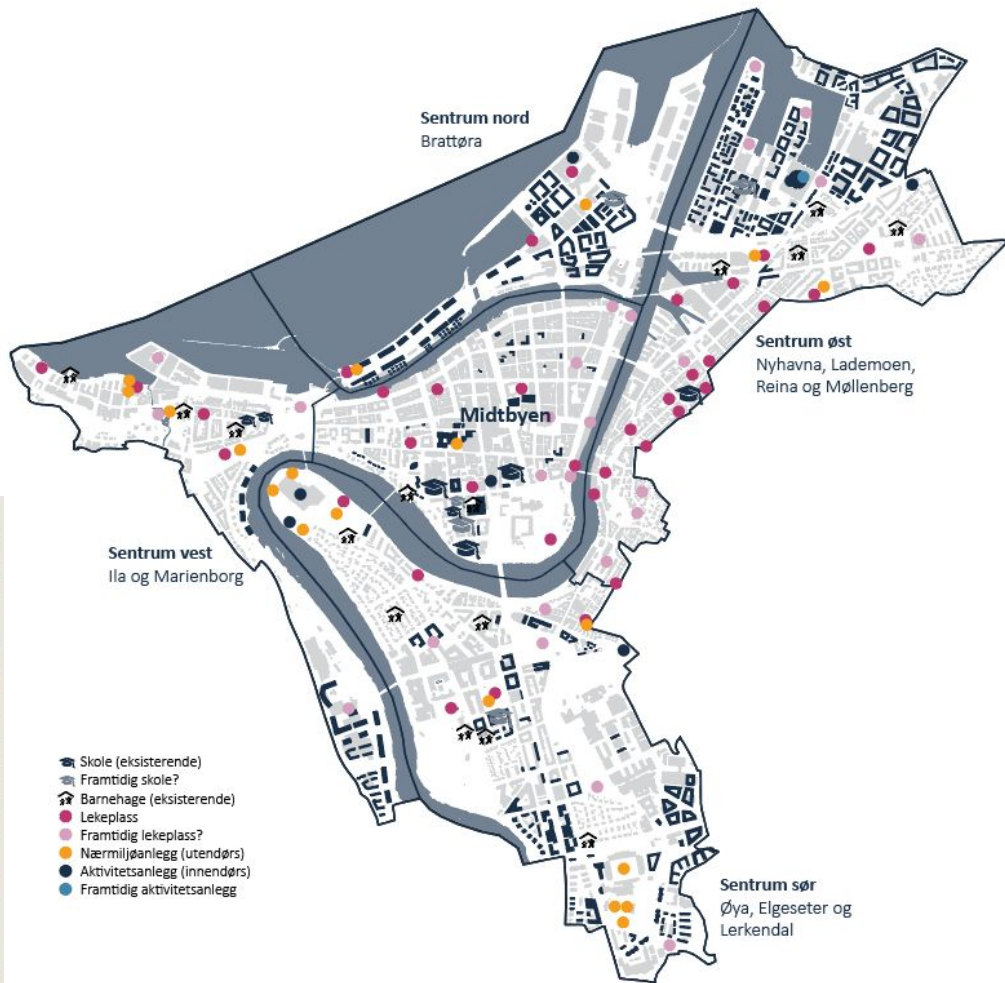 Sentrum nord
Brattøra
Sentrum øst
Nyhavna, Lademoen,
Reina og Møllenberg
Midtbyen
Sentrum vest
Ila og Marienborg
Skole (eksisterende)
Framtidig skole?
Barnehage (eksisterende)
Lekeplass
Framtidig lekeplass?
Nærmiljøanlegg (utendørs)
Aktivitetsanlegg (innendørs)
Framtidig aktivitetsanlegg
Sentrum sør
Øya, Elgeseter og
Lerkendal